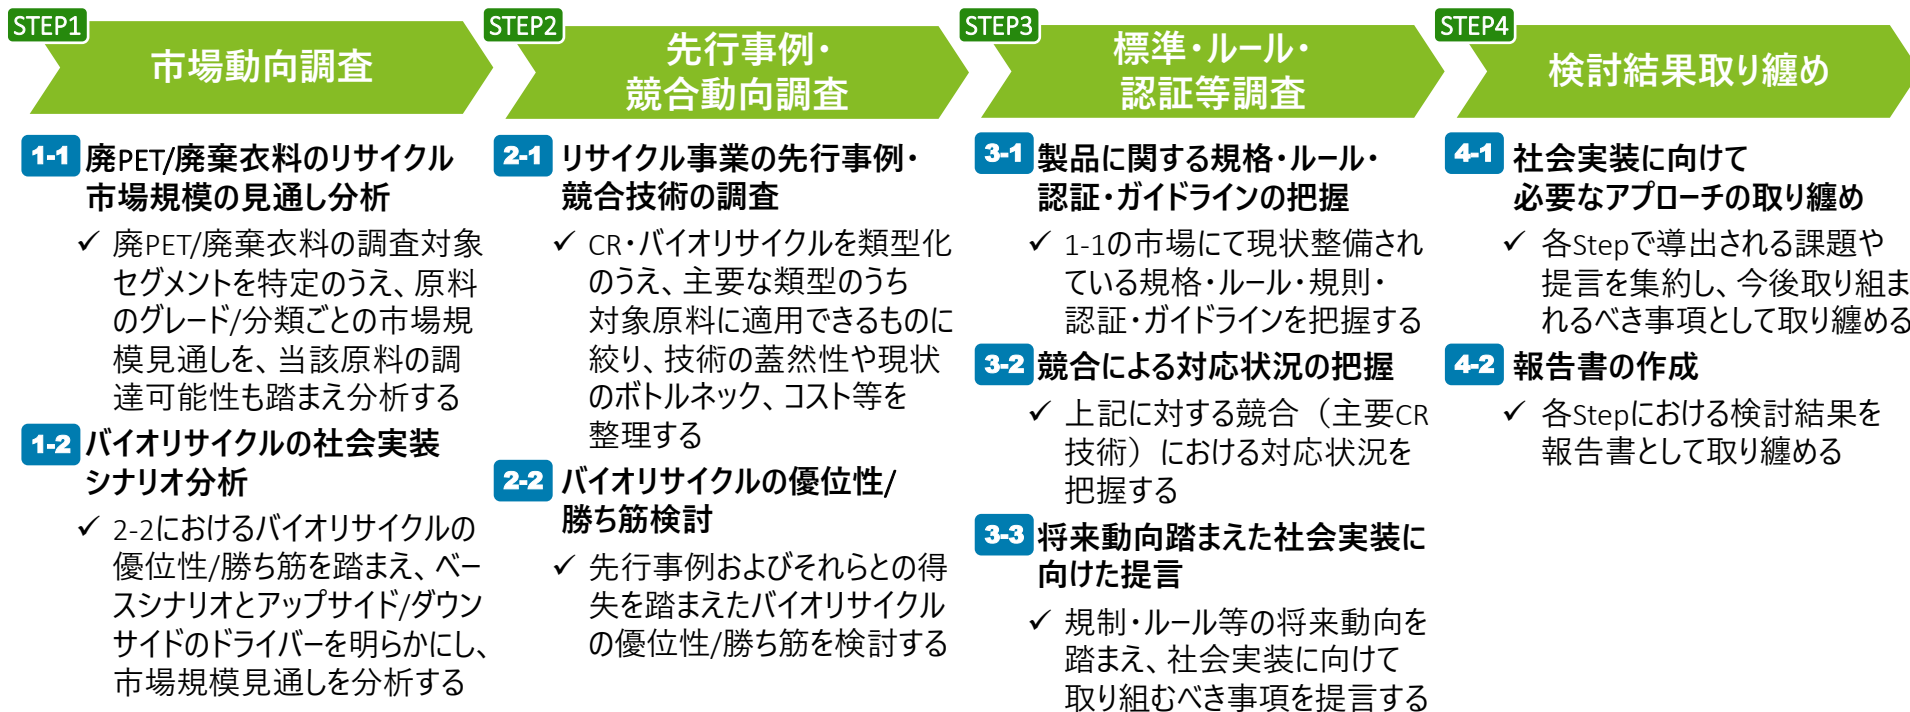 STEP1
市場動向調査
1-1 廃PET/廃棄衣料のリサイクル
市場規模の見通し分析
✓ 廃PET/廃棄衣料の調査対象
セグメントを特定のうえ、原料
のグレード/分類ごとの市場規
模見通しを、当該原料の調
達可能性も踏まえ分析する
1-2 バイオリサイクルの社会実装
シナリオ分析
✓ 2-2におけるバイオリサイクルの
優位性/勝ち筋を踏まえ、ベー
スシナリオとアップサイド/ダウン
サイドのドライバーを明らかにし、
市場規模見通しを分析する
STEP2
先行事例・
競合動向調査
2-1 リサイクル事業の先行事例・
競合技術の調査
✓ CR・バイオリサイクルを類型化
のうえ、主要な類型のうち
対象原料に適用できるものに
絞り、技術の蓋然性や現状
のボトルネック、コスト等を
整理する
2-2 バイオリサイクルの優位性/
勝ち筋検討
✓ 先行事例およびそれらとの得
失を踏まえたバイオリサイクル
の優位性/勝ち筋を検討する
STEP3
標準・ルール・
認証等調査
3-1 製品に関する規格・ルール・
認証・ガイドラインの把握
✓ 1-1の市場にて現状整備され
ている規格・ルール・規則・
認証・ガイドラインを把握する
3-2 競合による対応状況の把握
✓ 上記に対する競合（主要CR
技術）における対応状況を
把握する
3-3 将来動向踏まえた社会実装に
向けた提言
✓ 規制・ルール等の将来動向を
踏まえ、社会実装に向けて
取り組むべき事項を提言する
STEP4
検討結果取り纏め
4-1 社会実装に向けて
必要なアプローチの取り纏め
✓ 各Stepで導出される課題や
提言を集約し、今後取り組ま
れるべき事項として取り纏める
4-2 報告書の作成
✓ 各Stepにおける検討結果を
報告書として取り纏める